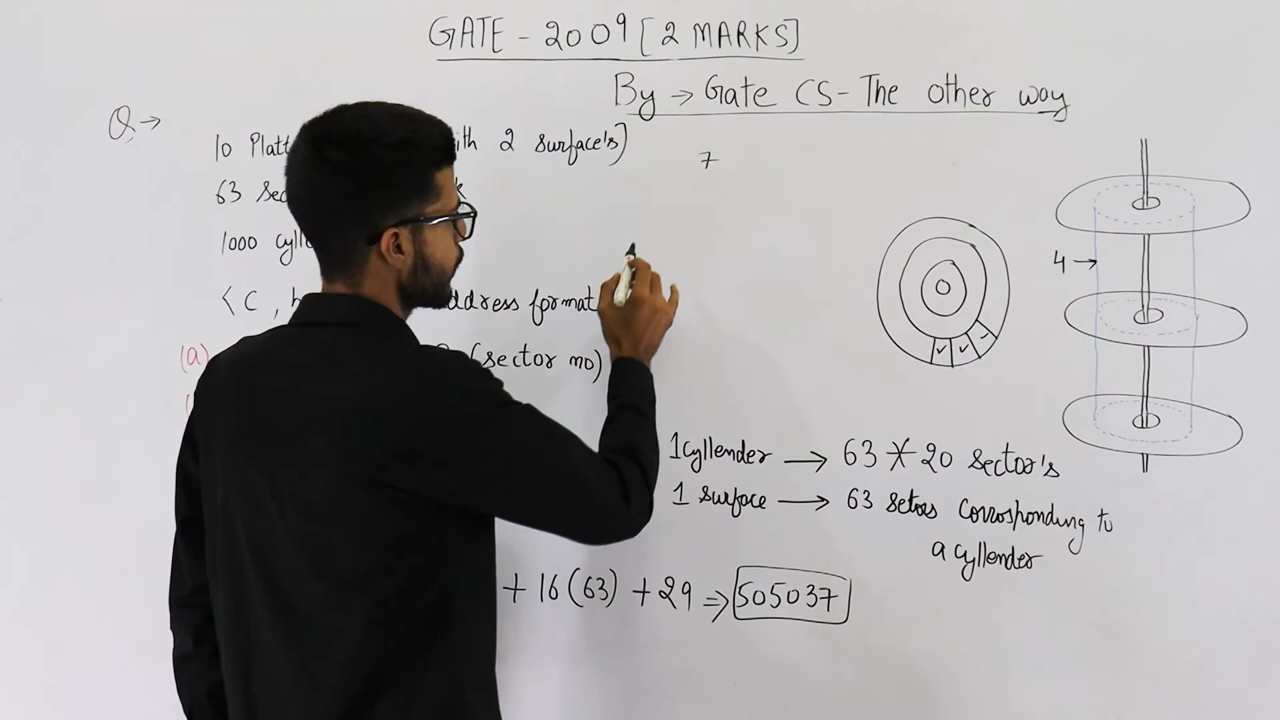 GATE - 2009 [2 MARKS]
By → Gate CS - The other way
Q →
10 Platt ith 2 surface's]
7
63 Sec k
1000 cylle
4 →
⟨ C , h ddress format
(a) (sector no)
1 cyllender → 63 * 20 sector's
1 surface → 63 setors corrosponding to
a cyllender
+ 16 (63) + 29 ⇒ 505037